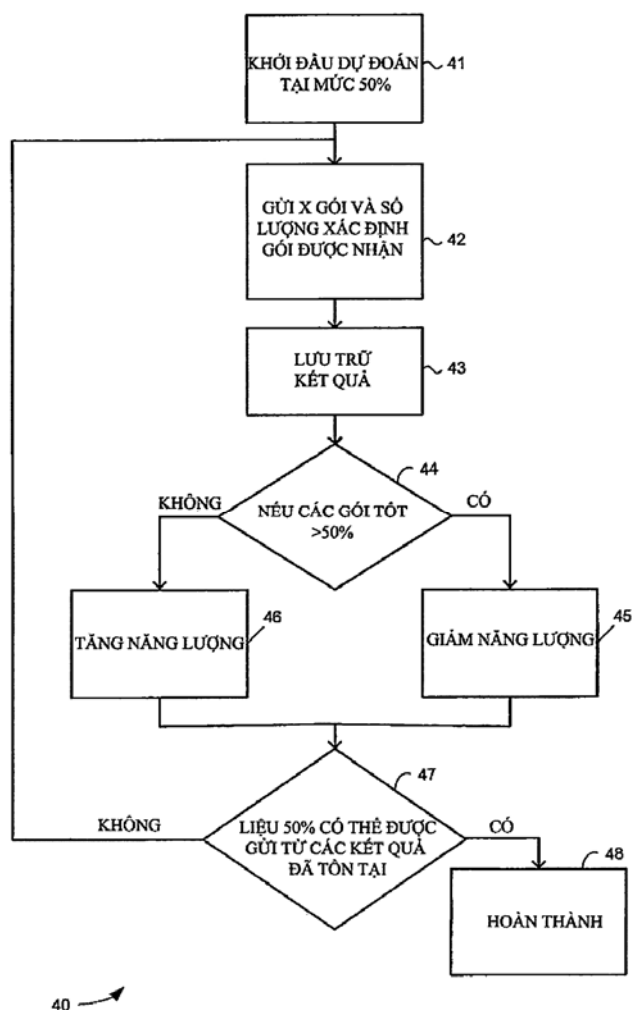 KHỞI ĐẦU DỰ ĐOÁN
TẠI MỨC 50%
41
GỬI X GÓI VÀ SỐ
LƯỢNG XÁC ĐỊNH
GÓI ĐƯỢC NHẬN
42
LƯU TRỮ
KẾT QUẢ
43
44
KHÔNG
NẾU CÁC GÓI TỐT
>50%
CÓ
TĂNG NĂNG LƯỢNG
46
GIẢM NĂNG LƯỢNG
45
47
KHÔNG
LIỆU 50% CÓ THỂ ĐƯỢC
GỬI TỪ CÁC KẾT QUẢ
ĐÃ TỒN TẠI
CÓ
48
HOÀN THÀNH
40